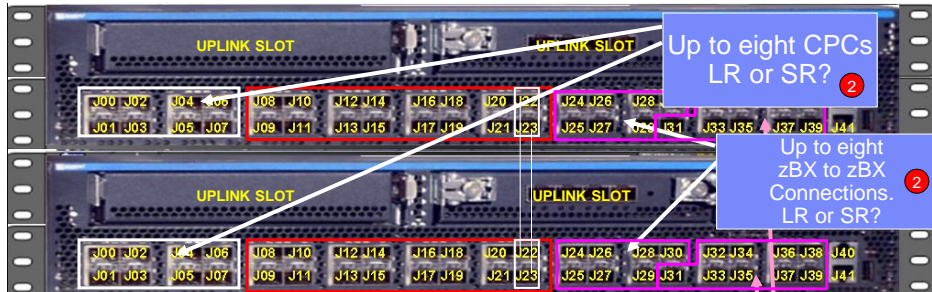 UPLINK SLOT
UPLINK SLOT
Up to eight CPCs
LR or SR?
2
J00 J02 J04 J06 J08 J10 J12 J14 J16 J18 J20 J22 J24 J26 J28
J01 J03 J05 J07 J09 J11 J13 J15 J17 J19 J21 J23 J25 J27 J29 J31 J33 J35 J37 J39 J41
Up to eight
zBX to zBX
Connections.
LR or SR?
2
UPLINK SLOT
UPLINK SLOT
J00 J02 J04 J06 J08 J10 J12 J14 J16 J18 J20 J22 J24 J26 J28 J30 J32 J34 J36 J38 J40
J01 J03 J05 J07 J09 J11 J13 J15 J17 J19 J21 J23 J25 J27 J29 J31 J33 J35 J37 J39 J41